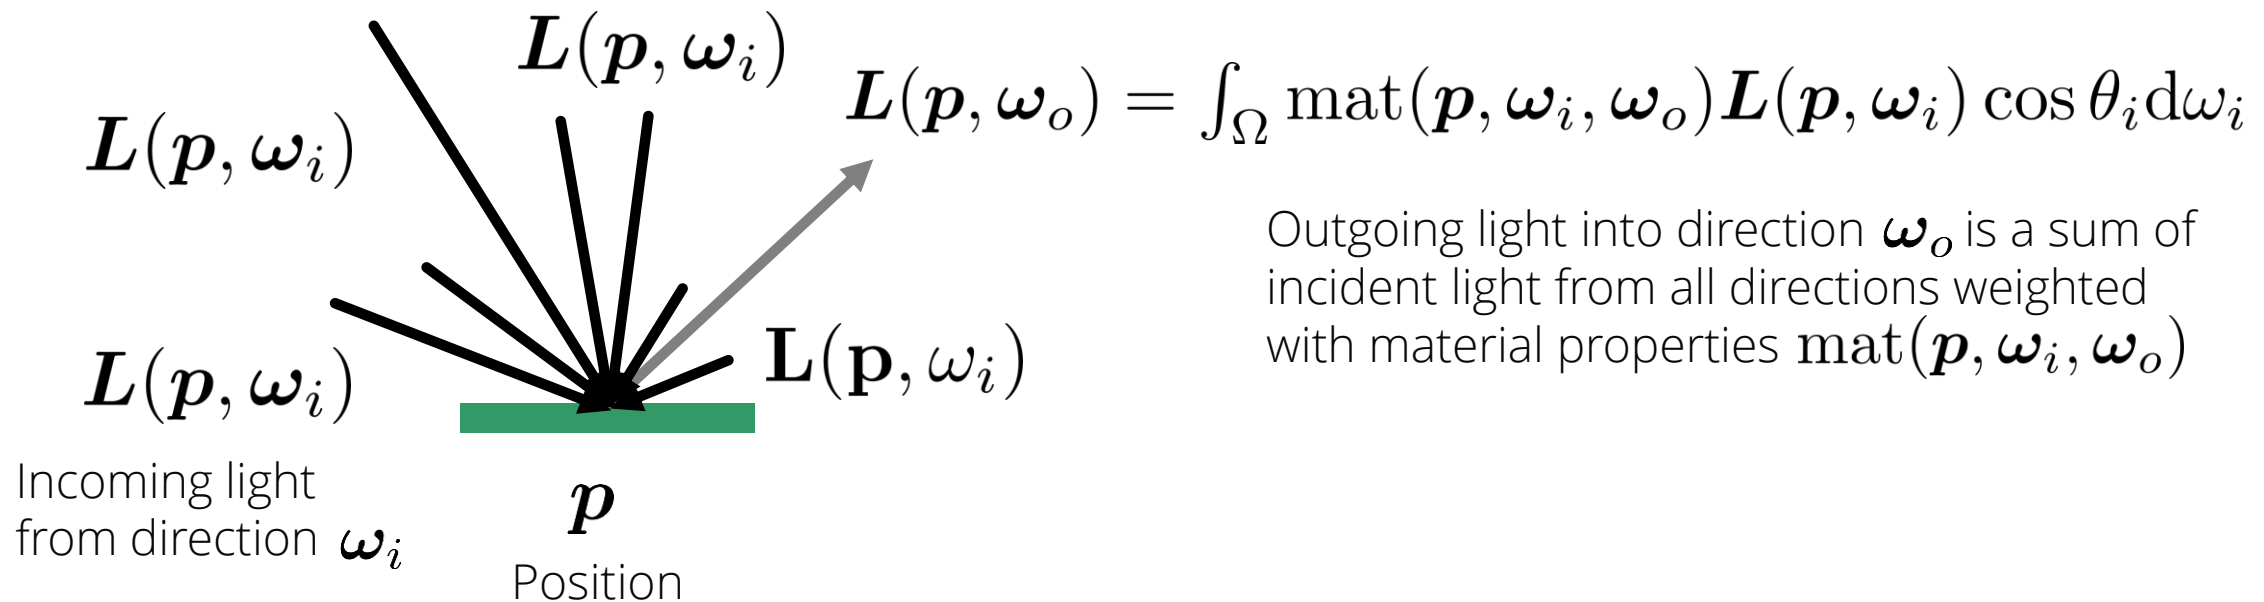 L(p, ω_i)
L(p, ω_o) = ∫_Ω mat(p, ω_i, ω_o)L(p, ω_i) cos θ_i dω_i
L(p, ω_i)
Outgoing light into direction ω_o is a sum of
incident light from all directions weighted
with material properties mat(p, ω_i, ω_o)
L(p, ω_i)
L(p, ω_i)
Incoming light
from direction ω_i
p
Position